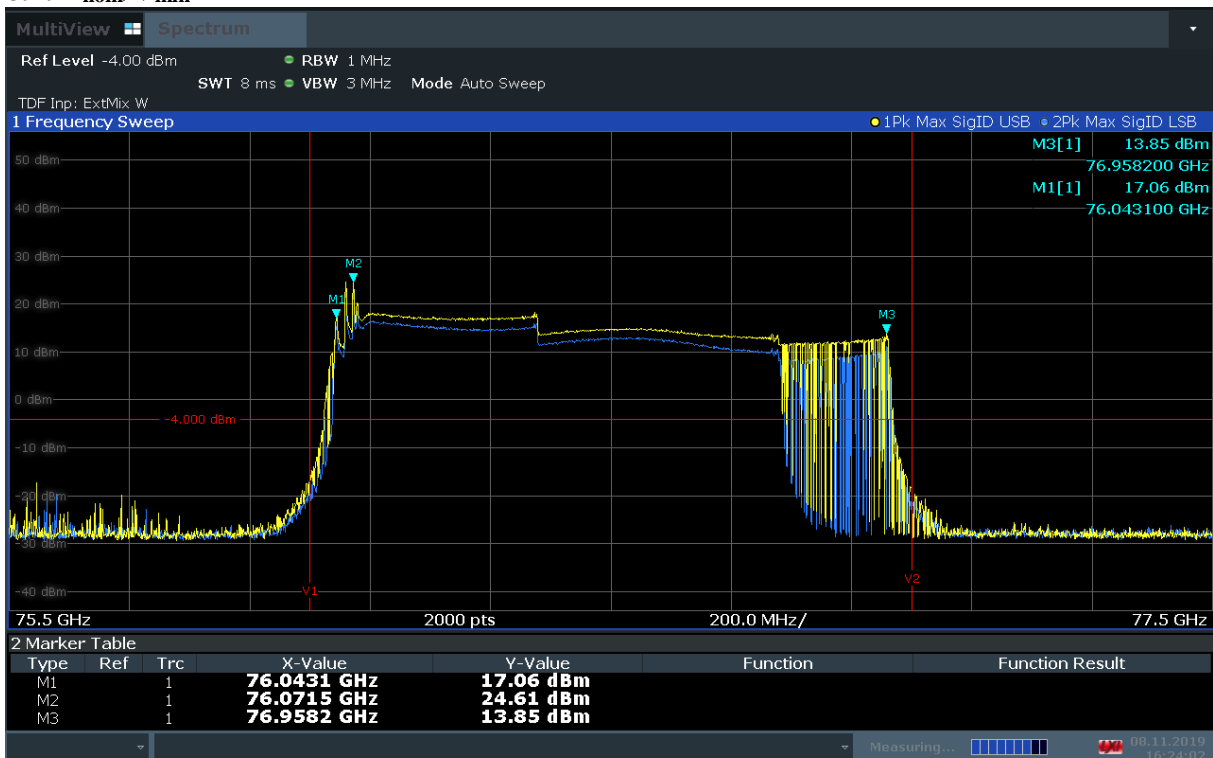 MultiView Spectrum
Ref Level -4.00 dBm RBW 1 MHz
SWT 8 ms VBW 3 MHz Mode Auto Sweep
TDF Inp: ExtMix W
1 Frequency Sweep 1Pk Max SigID USB 2Pk Max SigID LSB
M3[1] 13.85 dBm
50 dBm
76.958200 GHz
M1[1] 17.06 dBm
40 dBm
76.043100 GHz
30 dBm
M2
20 dBm
M1
M3
10 dBm
0 dBm
-4.000 dBm
-10 dBm
-20 dBm
-30 dBm
V2
-40 dBm
V1
75.5 GHz 2000 pts 200.0 MHz/ 77.5 GHz
2 Marker Table
Type Ref Trc X-Value Y-Value Function Function Result
M1 1 76.0431 GHz 17.06 dBm
M2 1 76.0715 GHz 24.61 dBm
M3 1 76.9582 GHz 13.85 dBm
Measuring... 08.11.2019
16:24:02